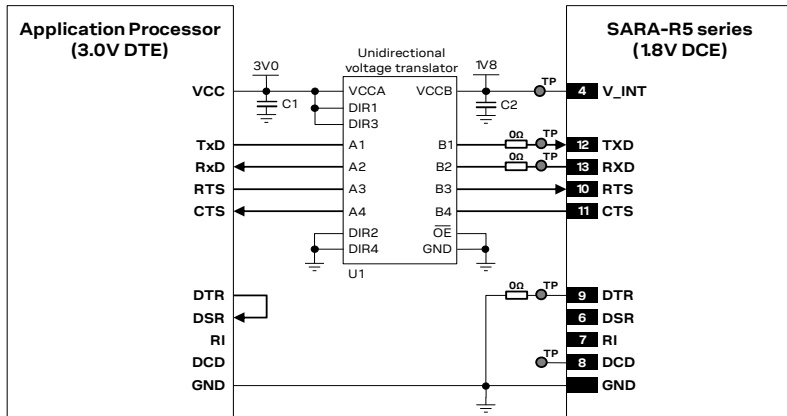 Application Processor
(3.0V DTE)
SARA-R5 series
(1.8V DCE)
Unidirectional
voltage translator
3V0
1V8
TP
VCC
VCCA
VCCB
4
V_INT
C1
DIR1
C2
DIR3
0Ω
TP
TxD
A1
B1
12
TXD
0Ω
TP
RxD
A2
B2
13
RXD
RTS
A3
B3
10
RTS
CTS
A4
B4
11
CTS
DIR2
OE
DIR4
GND
U1
0Ω
TP
DTR
9
DTR
DSR
6
DSR
RI
7
RI
TP
DCD
8
DCD
GND
GND